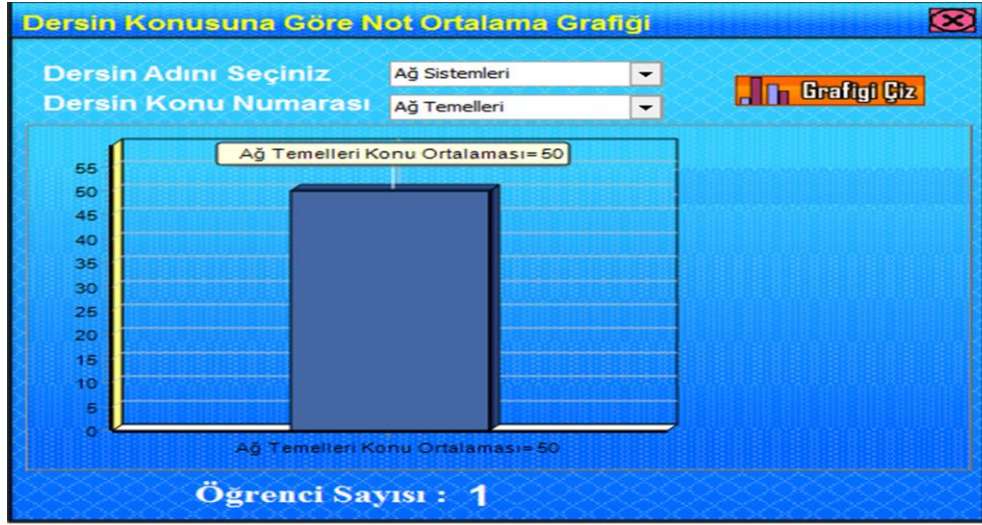 Dersin Konusuna Göre Not Ortalama Grafiği
Dersin Adını Seçiniz Ağ Sistemleri
Dersin Konu Numarası Ağ Temelleri
Grafigi Çiz
Ağ Temelleri Konu Ortalaması=50
55
50
45
40
35
30
25
20
15
10
5
0
Ağ Temelleri Konu Ortalaması=50
Öğrenci Sayısı : 1